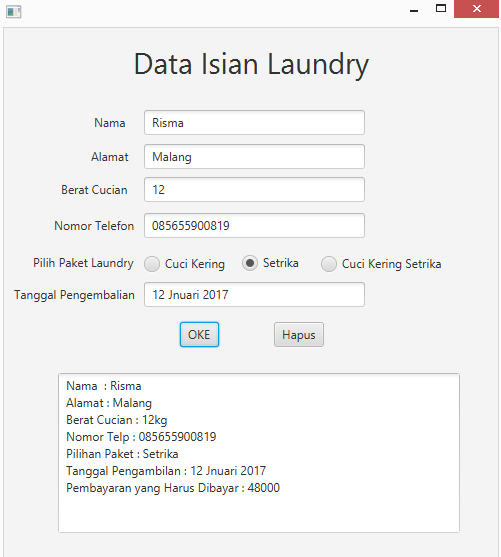 Data Isian Laundry
Nama Risma
Alamat Malang
Berat Cucian 12
Nomor Telefon 085655900819
Pilih Paket Laundry Cuci Kering Setrika Cuci Kering Setrika
Tanggal Pengembalian 12 Jnuari 2017
OKE Hapus
Nama : Risma
Alamat : Malang
Berat Cucian : 12kg
Nomor Telp : 085655900819
Pilihan Paket : Setrika
Tanggal Pengambilan : 12 Jnuari 2017
Pembayaran yang Harus Dibayar : 48000